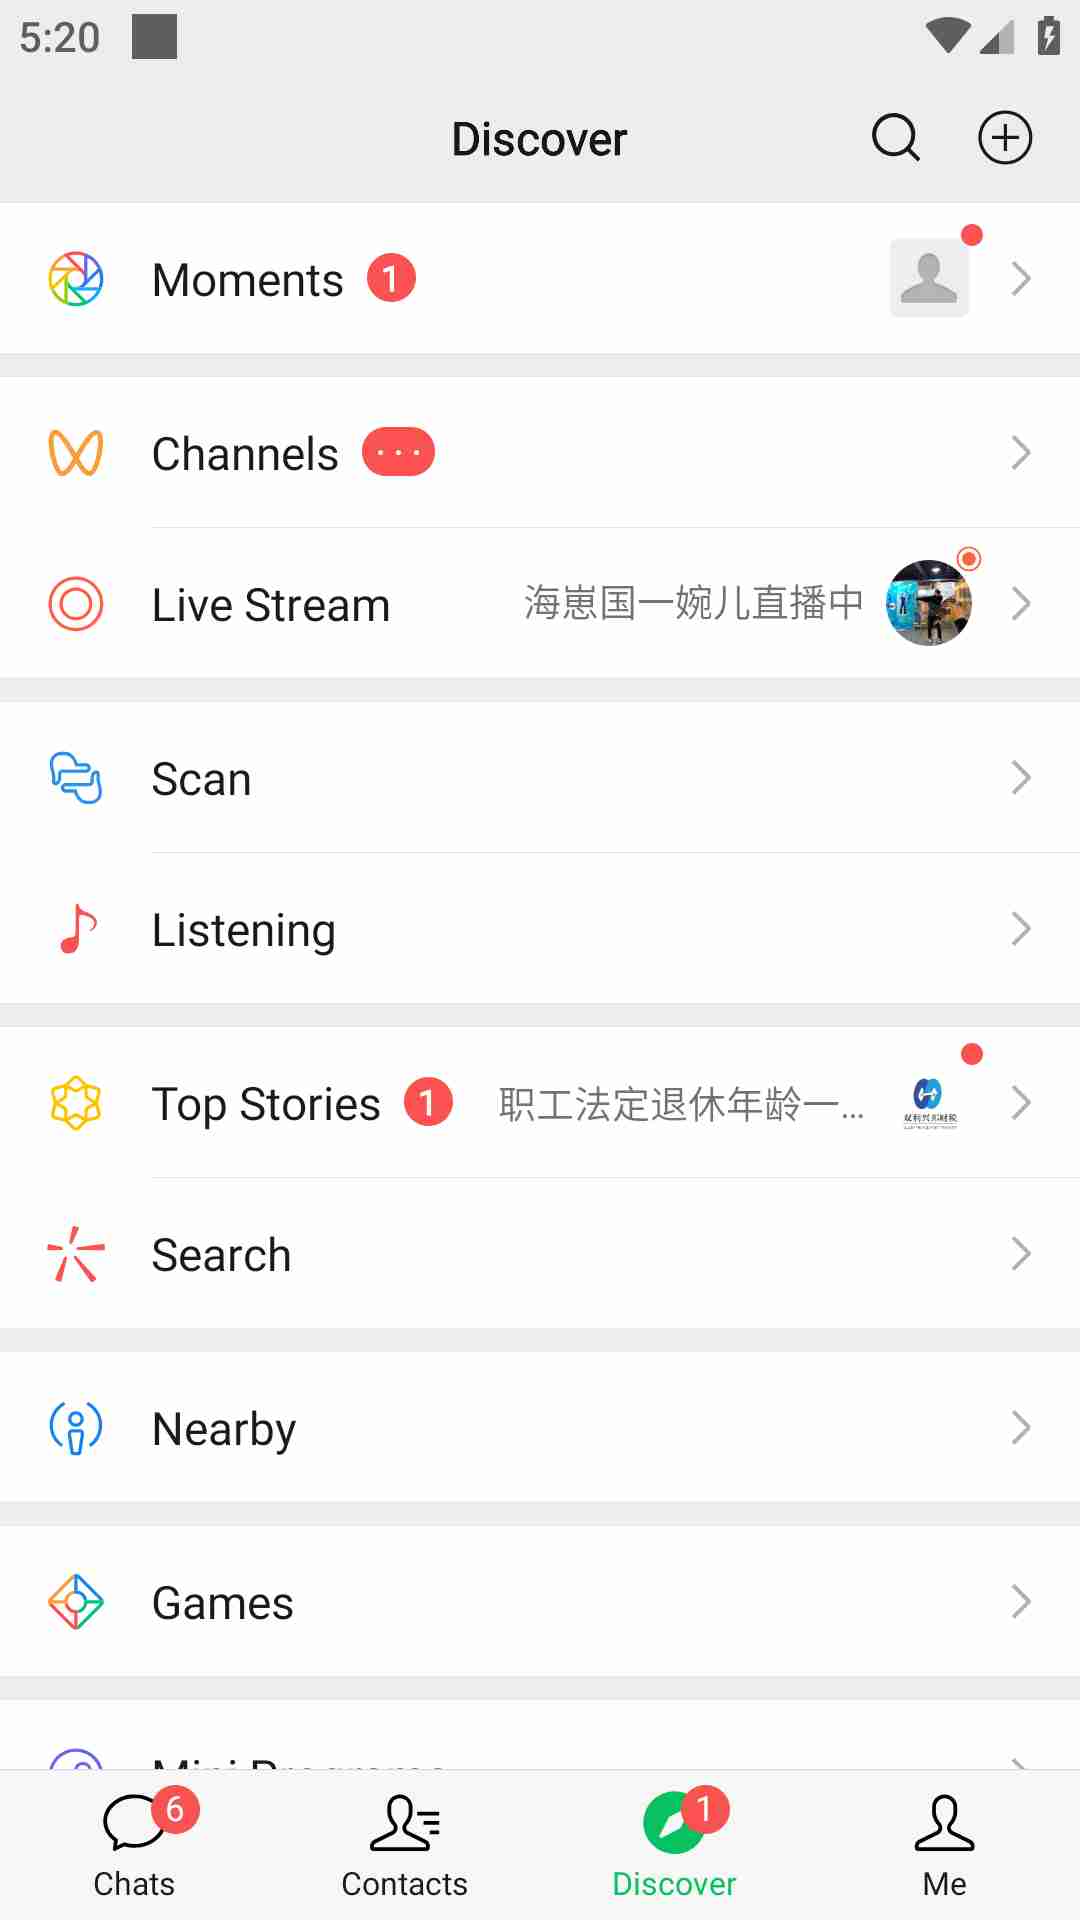 5:20
Discover
Moments 1
Channels
Live Stream 海崽国一婉儿直播中
Scan
Listening
Top Stories 1 职工法定退休年龄一...
Search
Nearby
Games
Mini Programs
6 1
Chats Contacts Discover Me